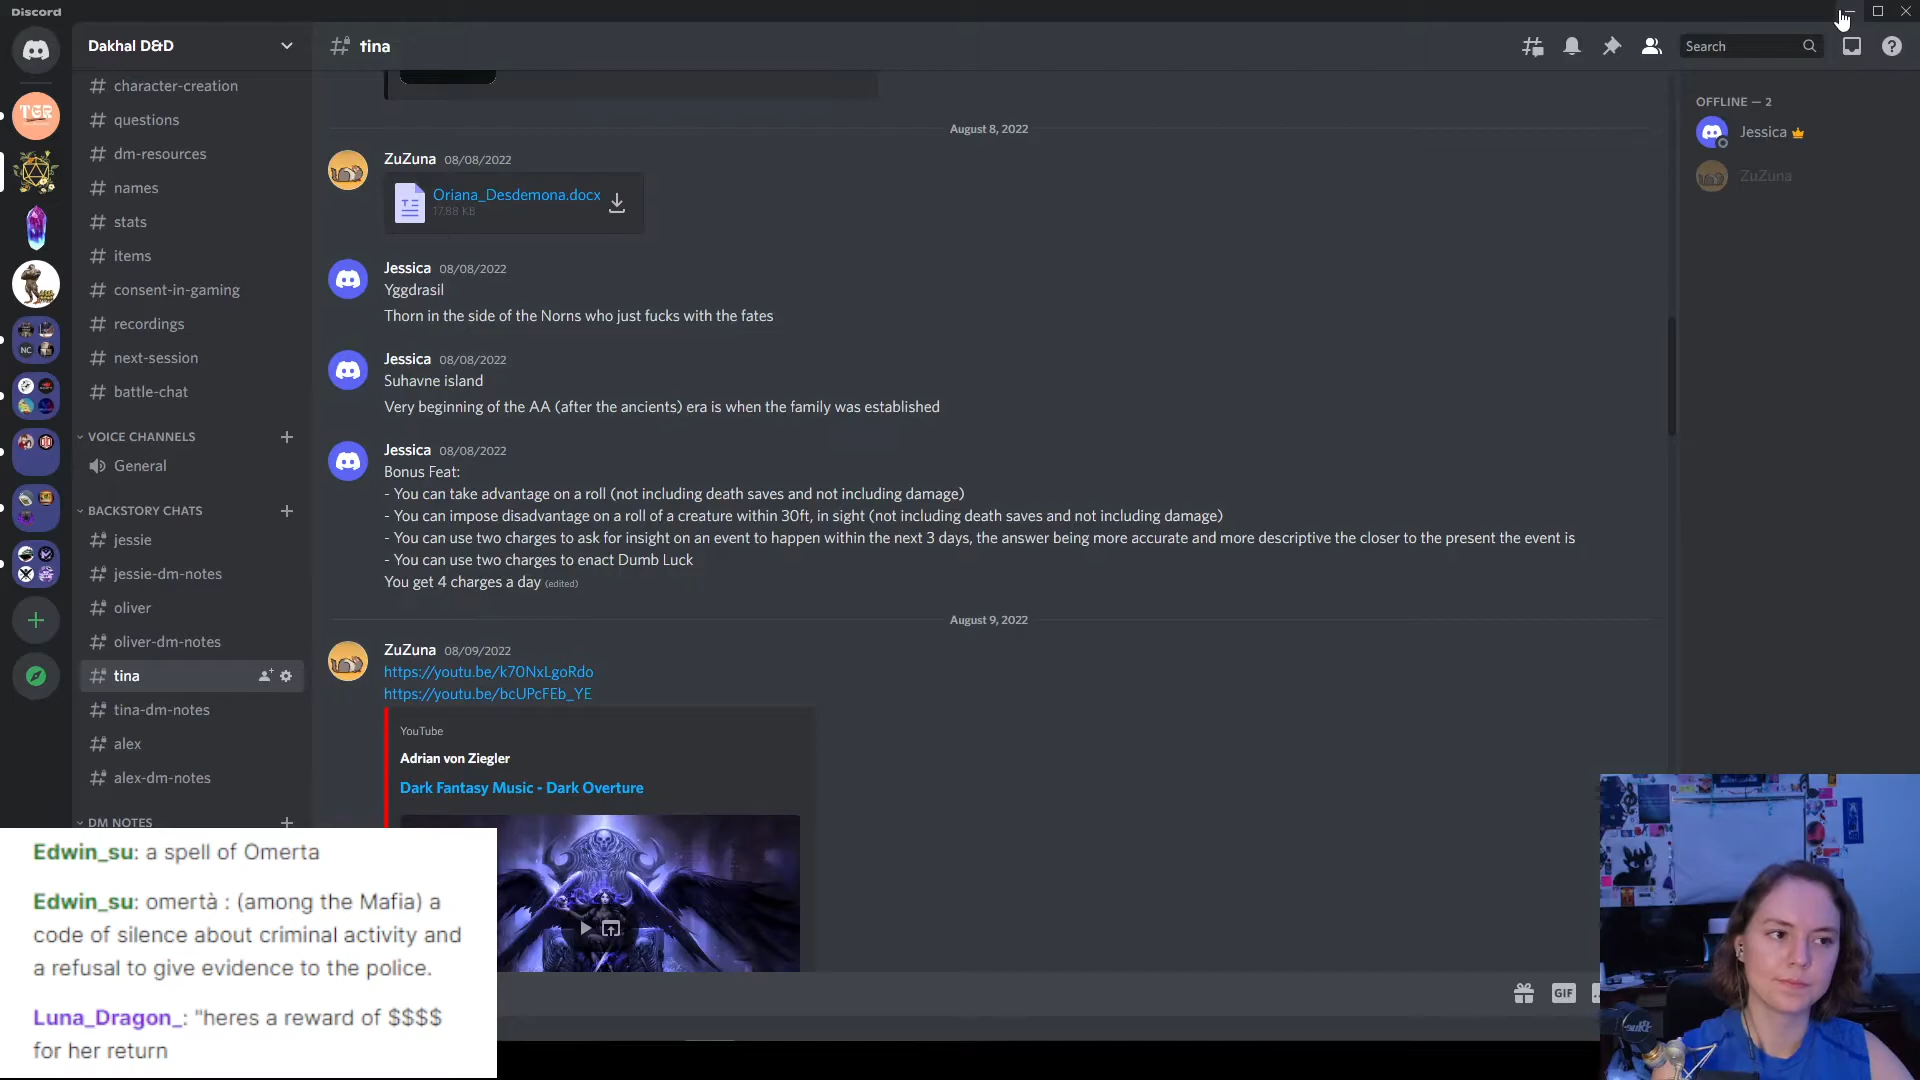 Discord
Dakhal D&D
tina
Search
character-creation
questions
dm-resources
names
stats
items
consent-in-gaming
recordings
next-session
battle-chat
VOICE CHANNELS
General
BACKSTORY CHATS
jessie
jessie-dm-notes
oliver
oliver-dm-notes
tina
tina-dm-notes
alex
alex-dm-notes
DM NOTES
TGR
NC
August 8, 2022
ZuZuna 08/08/2022
Oriana_Desdemona.docx
17.88 KB
Jessica 08/08/2022
Yggdrasil
Thorn in the side of the Norns who just fucks with the fates
Jessica 08/08/2022
Suhavne island
Very beginning of the AA (after the ancients) era is when the family was established
Jessica 08/08/2022
Bonus Feat:
- You can take advantage on a roll (not including death saves and not including damage)
- You can impose disadvantage on a roll of a creature within 30ft, in sight (not including death saves and not including damage)
- You can use two charges to ask for insight on an event to happen within the next 3 days, the answer being more accurate and more descriptive the closer to the present the event is
- You can use two charges to enact Dumb Luck
You get 4 charges a day (edited)
August 9, 2022
ZuZuna 08/09/2022
https://youtu.be/k70NxLgoRdo
https://youtu.be/bcUPcFEb_YE
YouTube
Adrian von Ziegler
Dark Fantasy Music - Dark Overture
GIF
OFFLINE — 2
Jessica
ZuZuna
Edwin_su: a spell of Omerta
Edwin_su: omertà : (among the Mafia) a
code of silence about criminal activity and
a refusal to give evidence to the police.
Luna_Dragon_: "heres a reward of $$$$
for her return